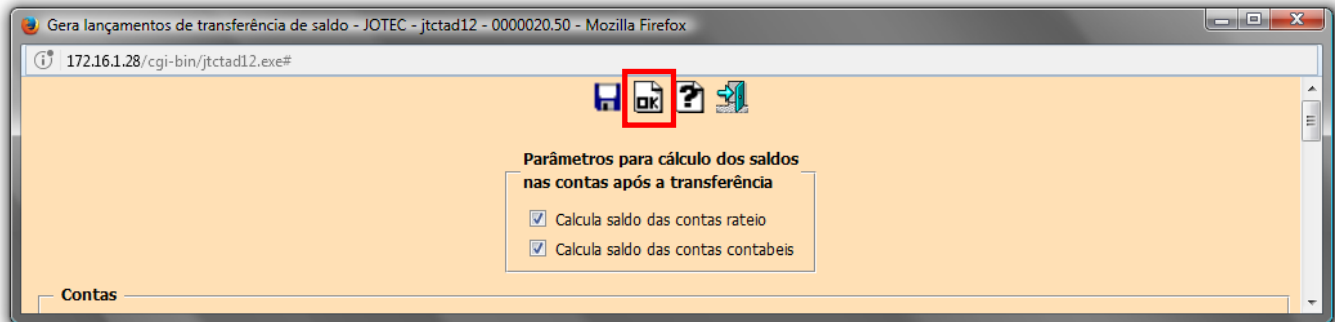 Gera lançamentos de transferência de saldo - JOTEC - jtctad12 - 0000020.50 - Mozilla Firefox
172.16.1.28/cgi-bin/jtctad12.exe#
OK ?
Parâmetros para cálculo dos saldos
nas contas após a transferência
Calcula saldo das contas rateio
Calcula saldo das contas contabeis
Contas